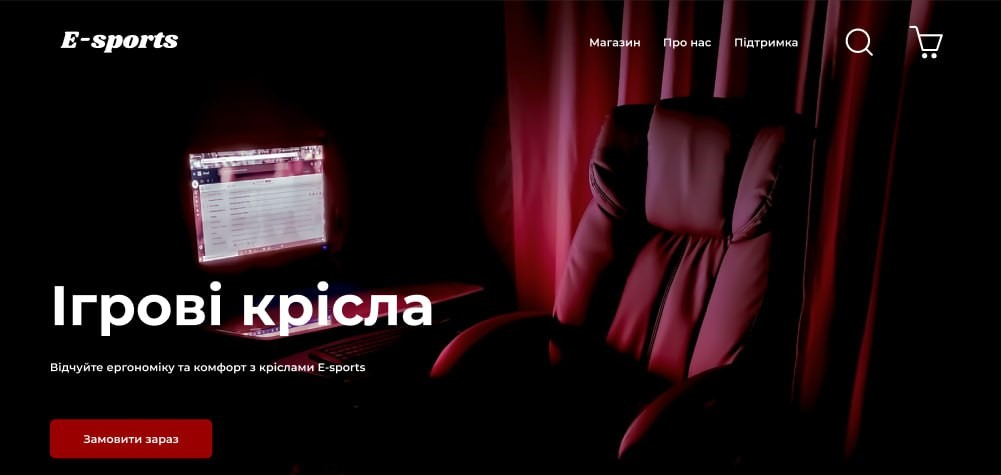 E-sports
Магазин Про нас Підтримка
Ігрові крісла
Відчуйте ергономіку та комфорт з кріслами E-sports
Замовити зараз